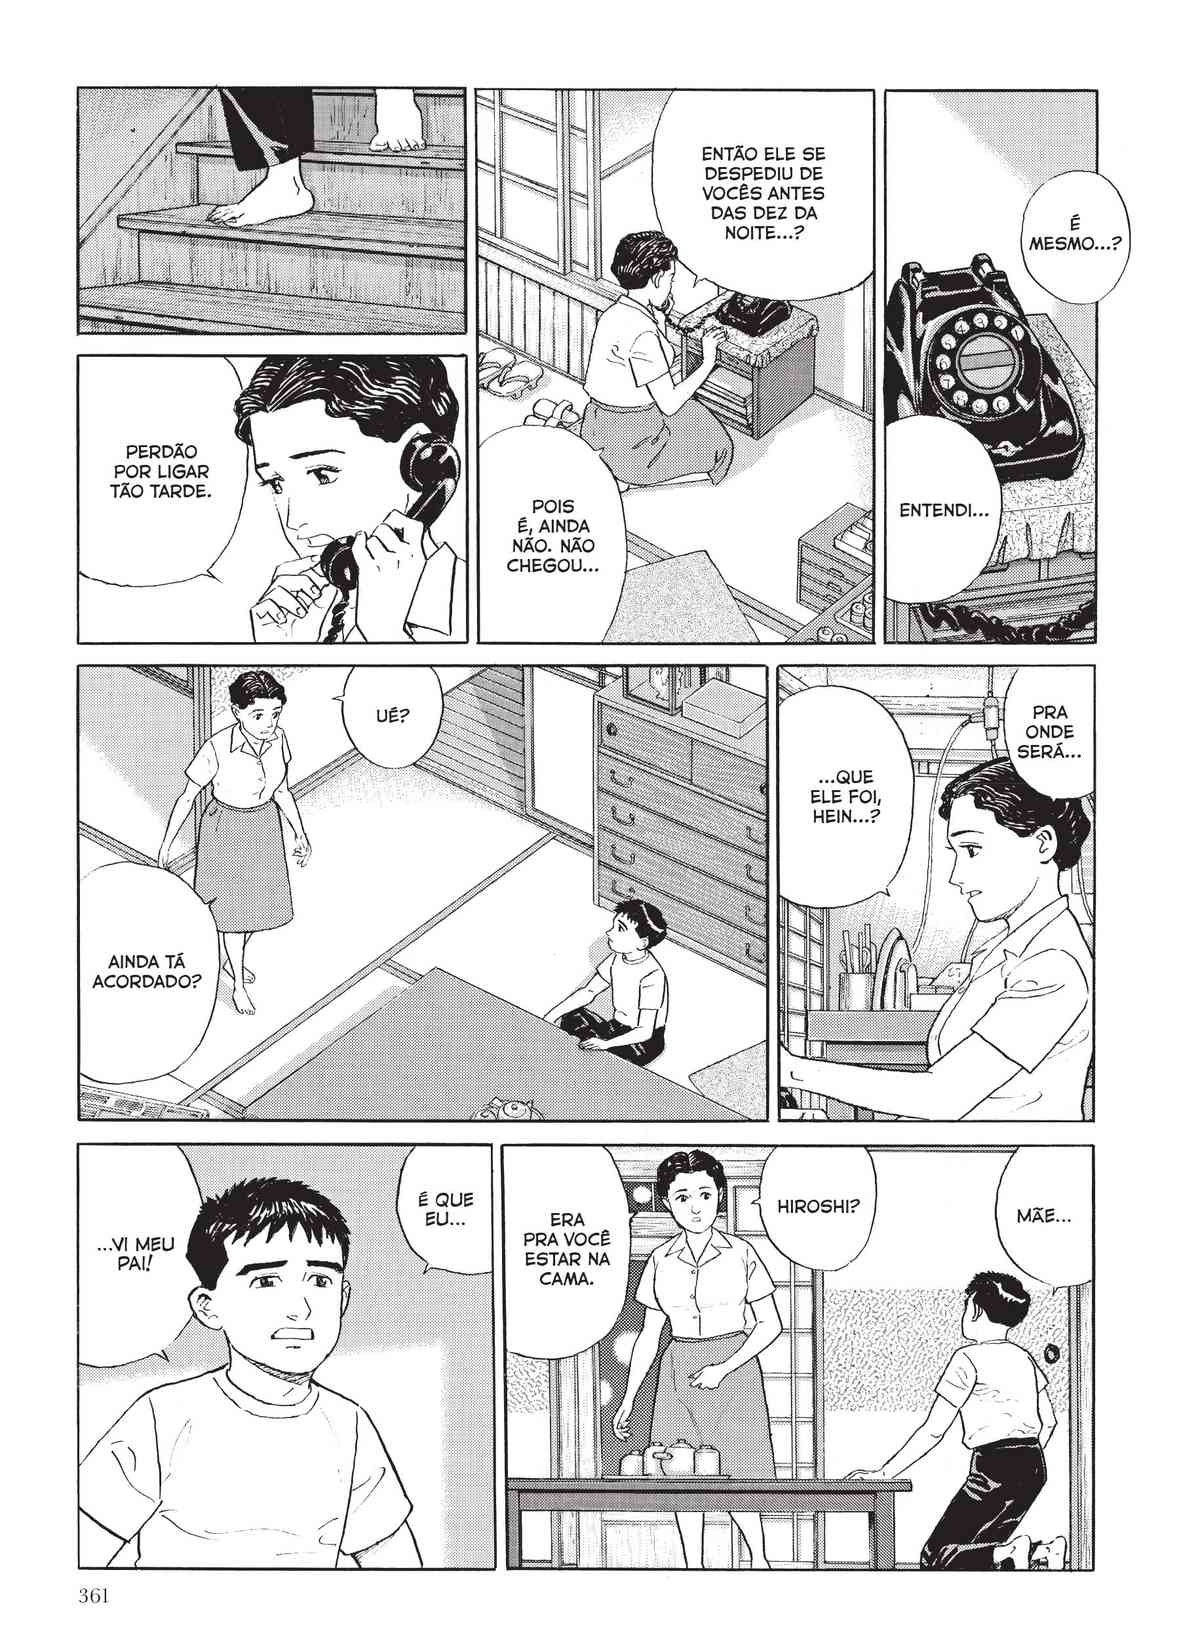 É
MESMO...?
ENTENDI...
ENTÃO ELE SE
DESPEDIU DE
VOCÊS ANTES
DAS DEZ DA
NOITE...?
POIS
É, AINDA
NÃO. NÃO
CHEGOU...
PERDÃO
POR LIGAR
TÃO TARDE.
PRA
ONDE
SERÁ...
...QUE
ELE FOI,
HEIN...?
UÉ?
AINDA TÁ
ACORDADO?
MÃE...
HIROSHI?
ERA
PRA VOCÊ
ESTAR NA
CAMA.
É QUE
EU...
...VI MEU
PAI!
361